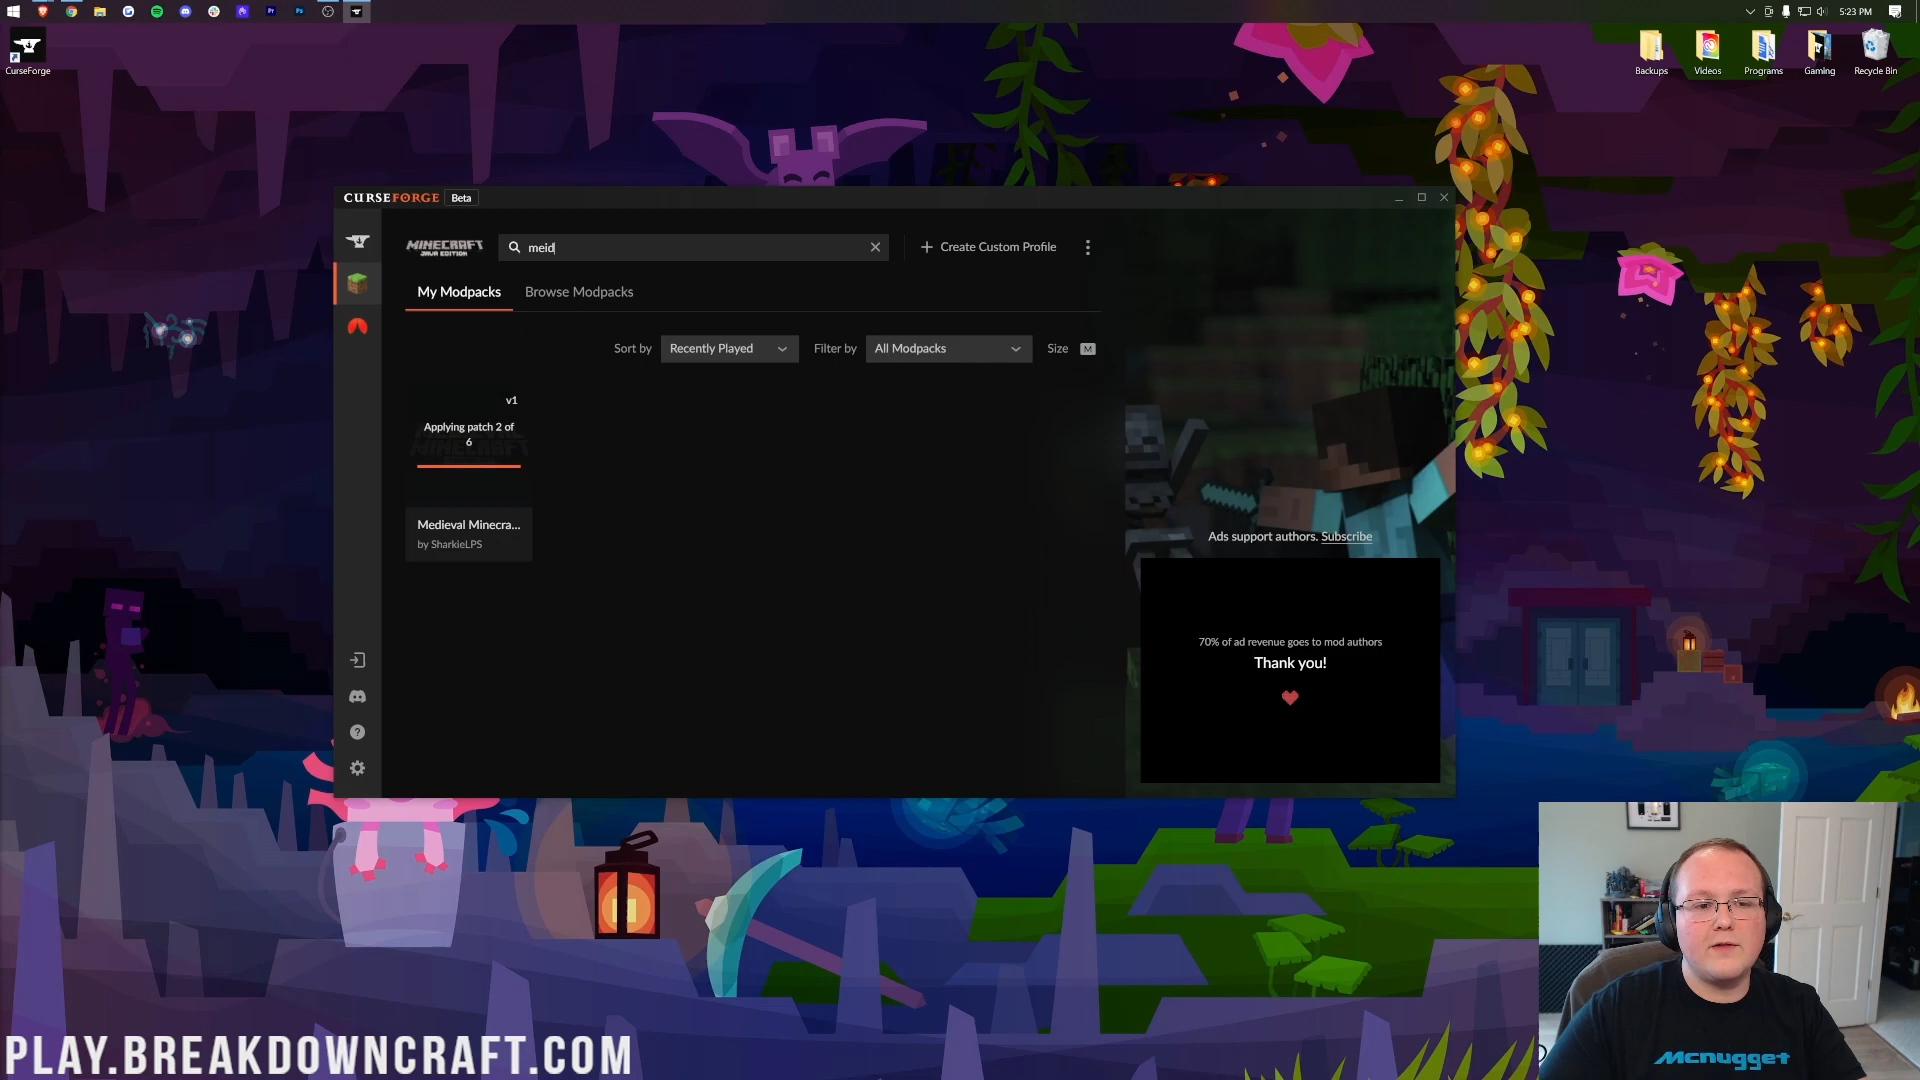 5:23 PM
CurseForge
Backups
Videos
Programs
Gaming
Recycle Bin
CURSEFORGE Beta
MINECRAFT
JAVA EDITION
meid
Create Custom Profile
My Modpacks
Browse Modpacks
Sort by
Recently Played
Filter by
All Modpacks
Size
M
v1
Applying patch 2 of
6
Medieval Minecra...
by SharkieLPS
Ads support authors. Subscribe
70% of ad revenue goes to mod authors
Thank you!
PLAY.BREAKDOWNCRAFT.COM
Mcnugget